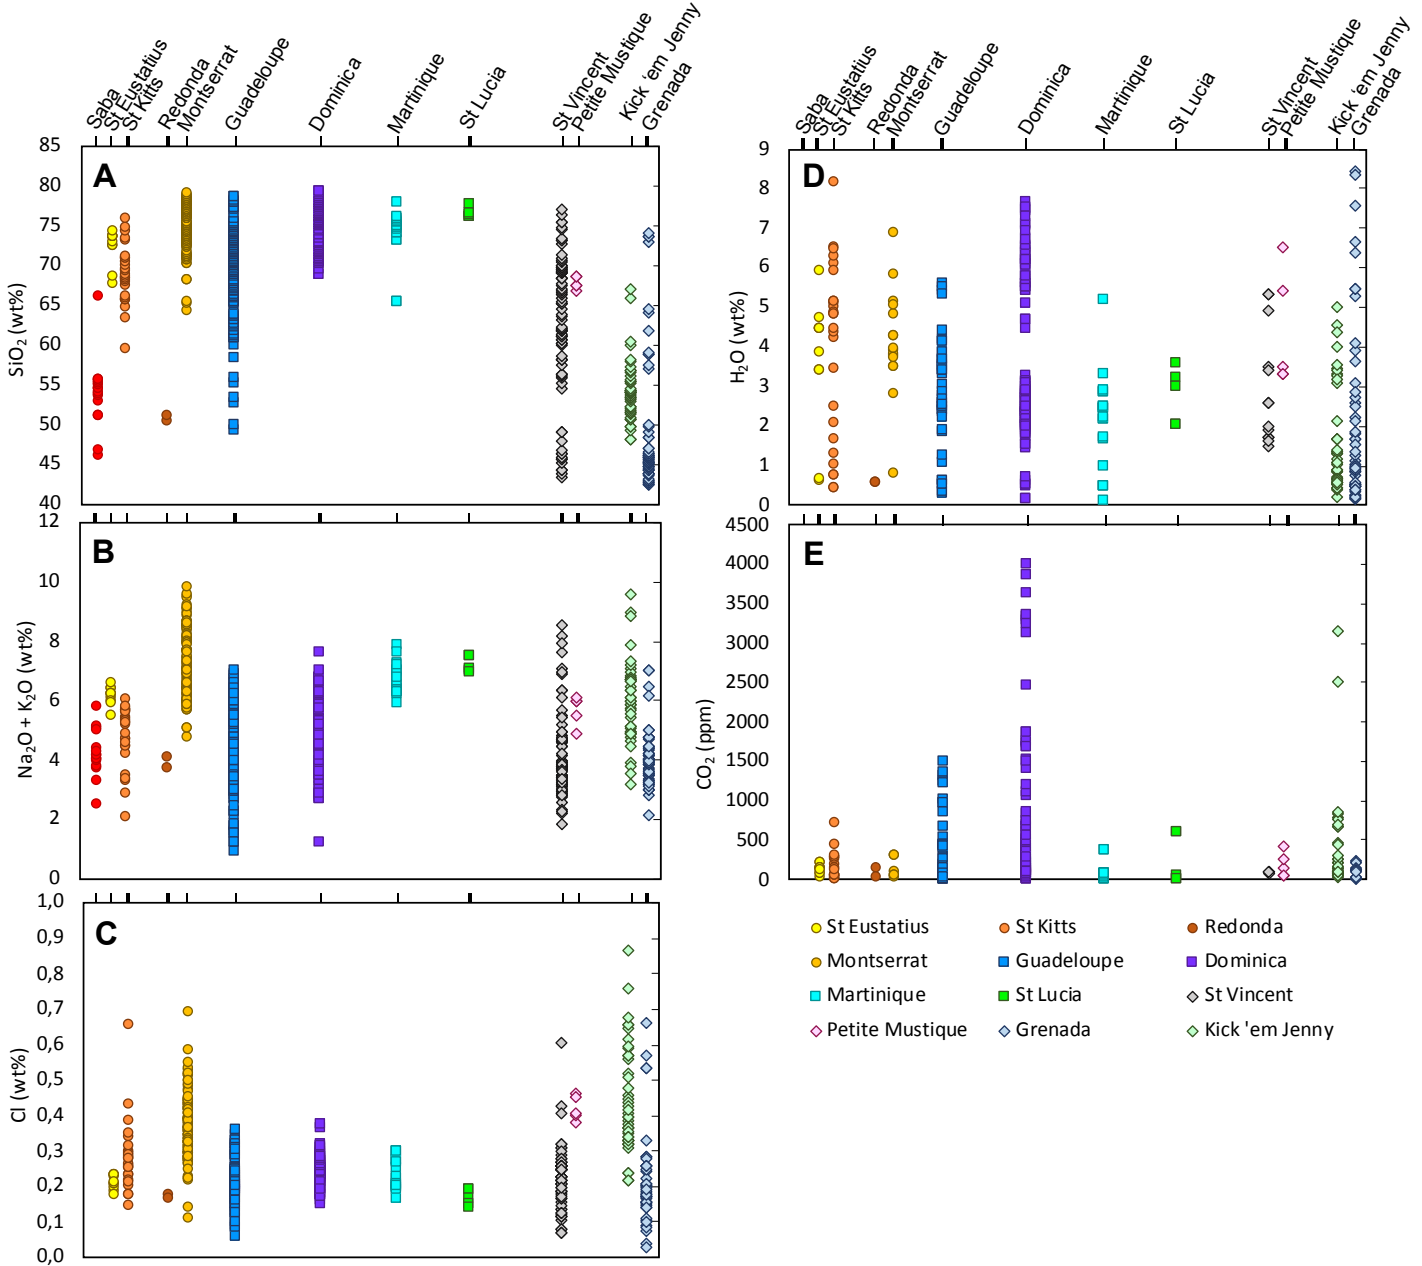 Saba
St Eustatius
St Kitts
Redonda
Montserrat
Guadeloupe
Dominica
Martinique
St Lucia
St Vincent
Petite Mustique
Kick 'em Jenny
Grenada
A
SiO2 (wt%)
85
80
75
70
65
60
55
50
45
40
B
Na2O + K2O (wt%)
12
10
8
6
4
2
0
C
Cl (wt%)
1,0
0,9
0,8
0,7
0,6
0,5
0,4
0,3
0,2
0,1
0,0
Saba
St Eustatius
St Kitts
Redonda
Montserrat
Guadeloupe
Dominica
Martinique
St Lucia
St Vincent
Petite Mustique
Kick 'em Jenny
Grenada
D
H2O (wt%)
9
8
7
6
5
4
3
2
1
0
E
CO2 (ppm)
4500
4000
3500
3000
2500
2000
1500
1000
500
0
St Eustatius St Kitts Redonda
Montserrat Guadeloupe Dominica
Martinique St Lucia St Vincent
Petite Mustique Grenada Kick 'em Jenny